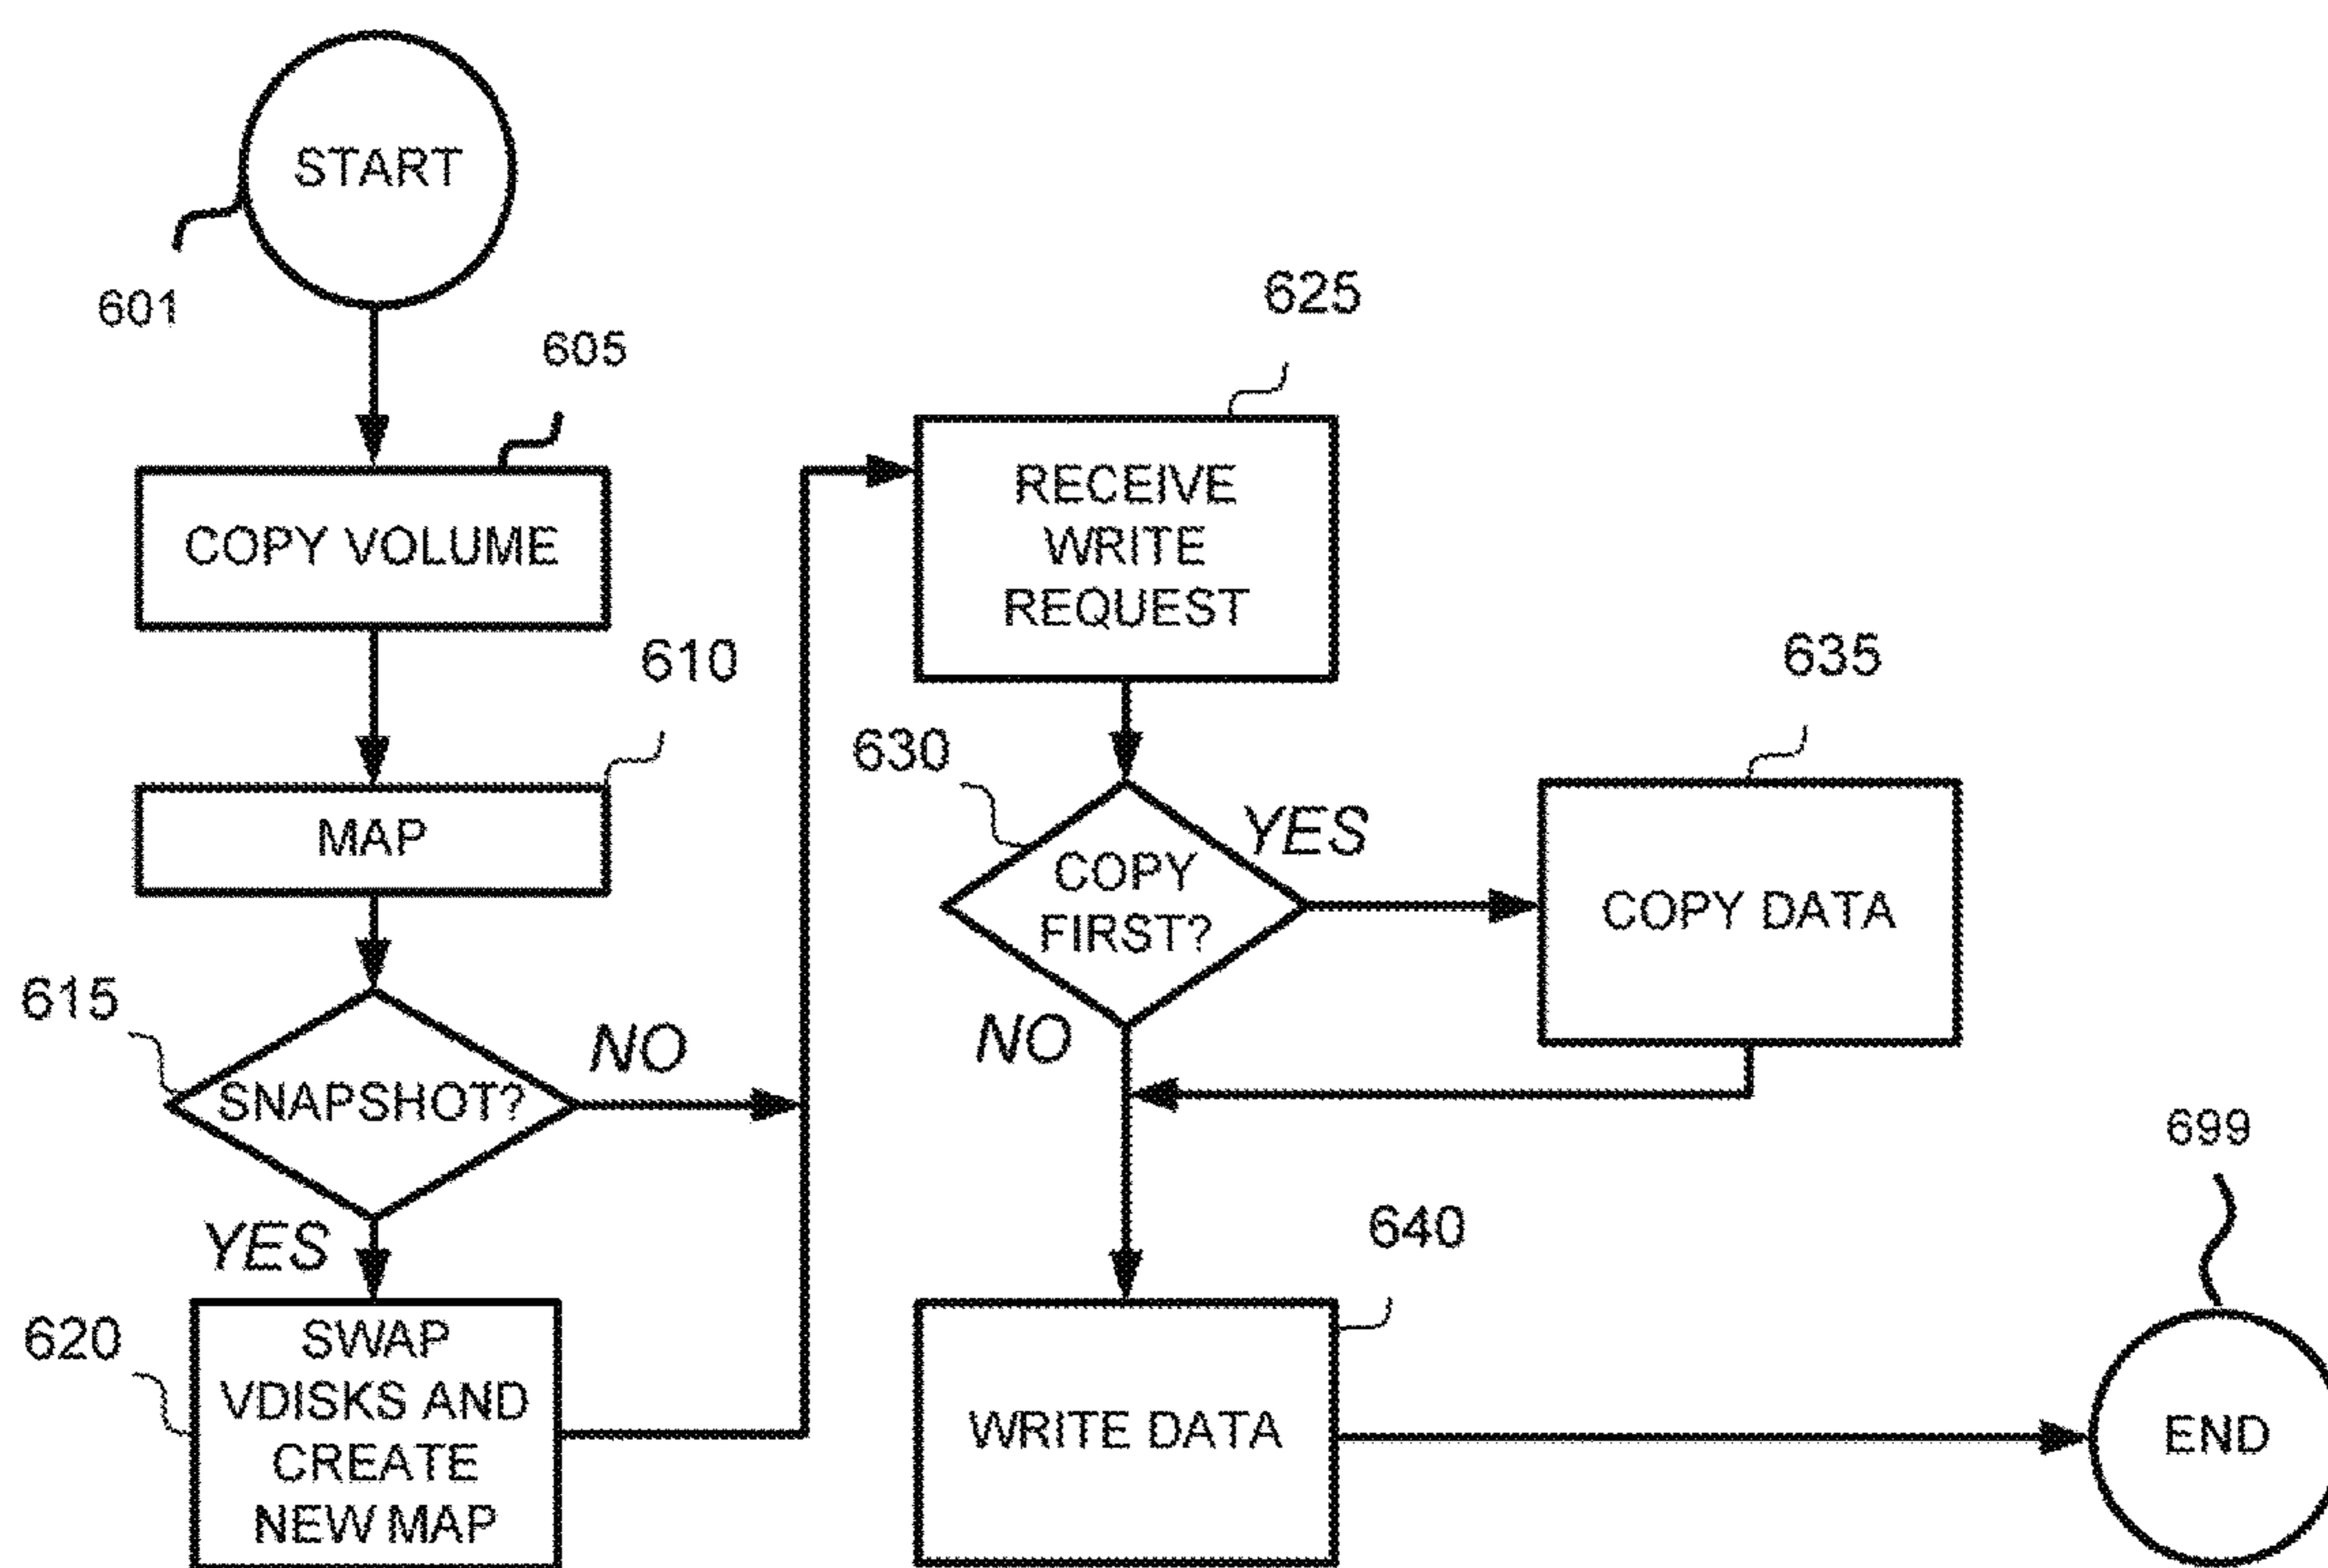 START
601
605
COPY VOLUME
610
MAP
615
SNAPSHOT?
NO
YES
620
SWAP
VDISKS AND
CREATE
NEW MAP
625
RECEIVE
WRITE
REQUEST
630
COPY
FIRST?
YES
NO
635
COPY DATA
640
WRITE DATA
699
END